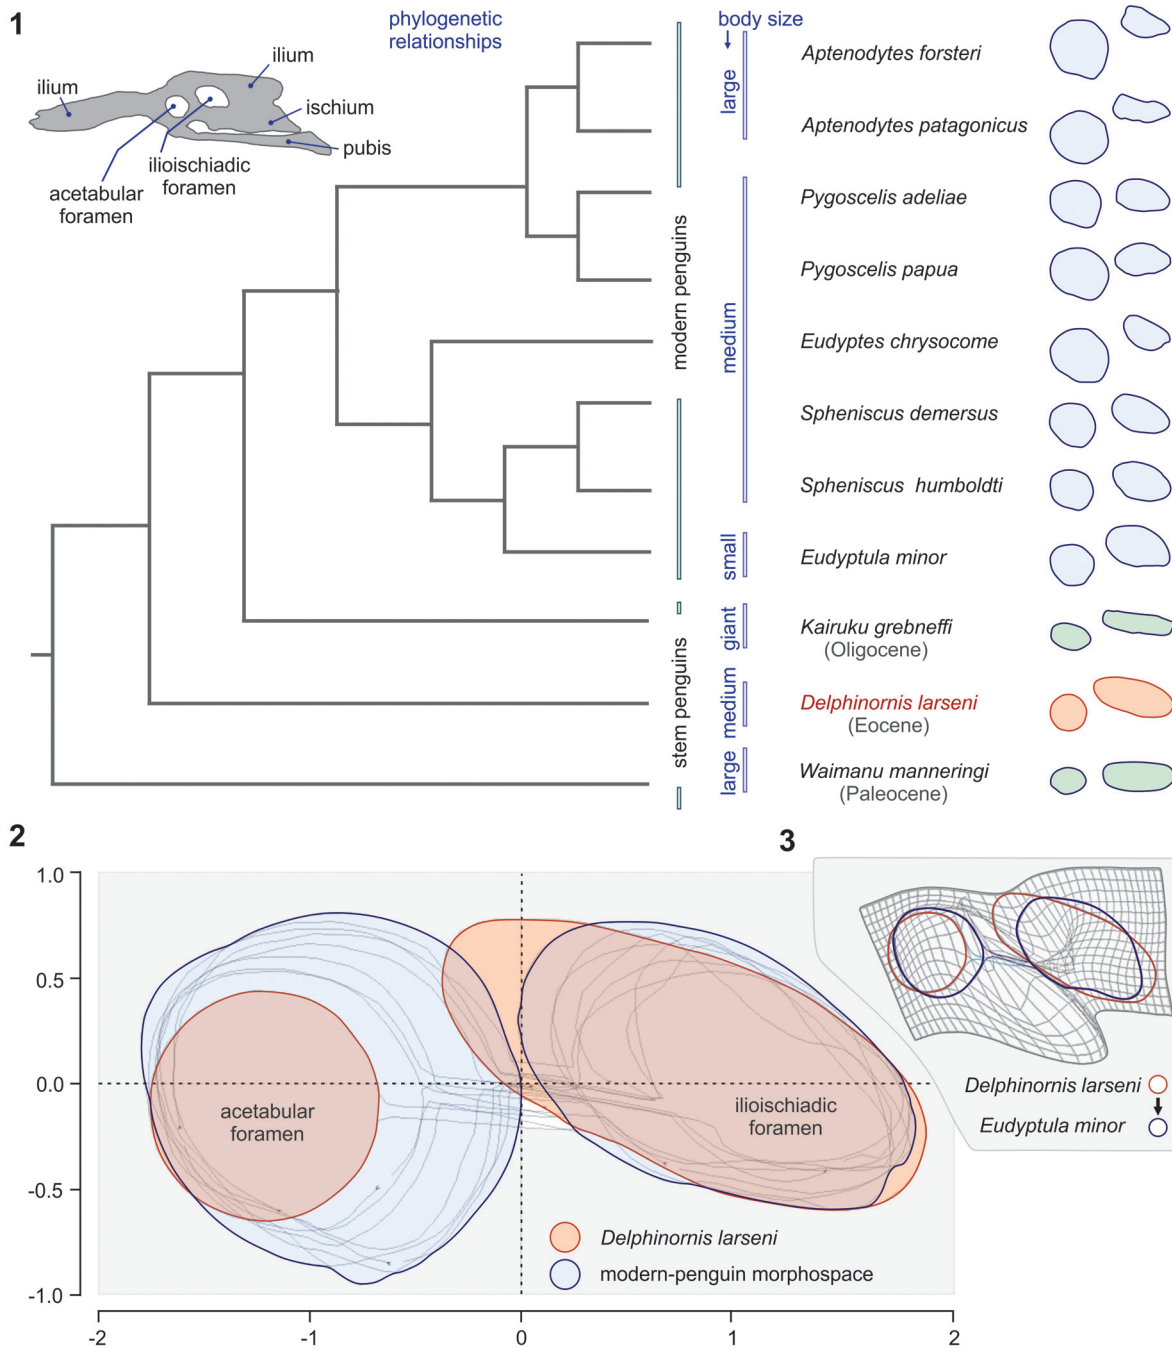 1
phylogenetic
relationships
body size
ilium
ilium
ischium
pubis
ilioischiadic
foramen
acetabular
foramen
modern penguins
stem penguins
large
medium
small
giant
medium
large
Aptenodytes forsteri
Aptenodytes patagonicus
Pygoscelis adeliae
Pygoscelis papua
Eudyptes chrysocome
Spheniscus demersus
Spheniscus humboldti
Eudyptula minor
Kairuku grebneffi
(Oligocene)
Delphinornis larseni
(Eocene)
Waimanu manneringi
(Paleocene)
2
1.0
0.5
0.0
-0.5
-1.0
-2
-1
0
1
2
acetabular
foramen
ilioischiadic
foramen
Delphinornis larseni
modern-penguin morphospace
3
Delphinornis larseni
Eudyptula minor